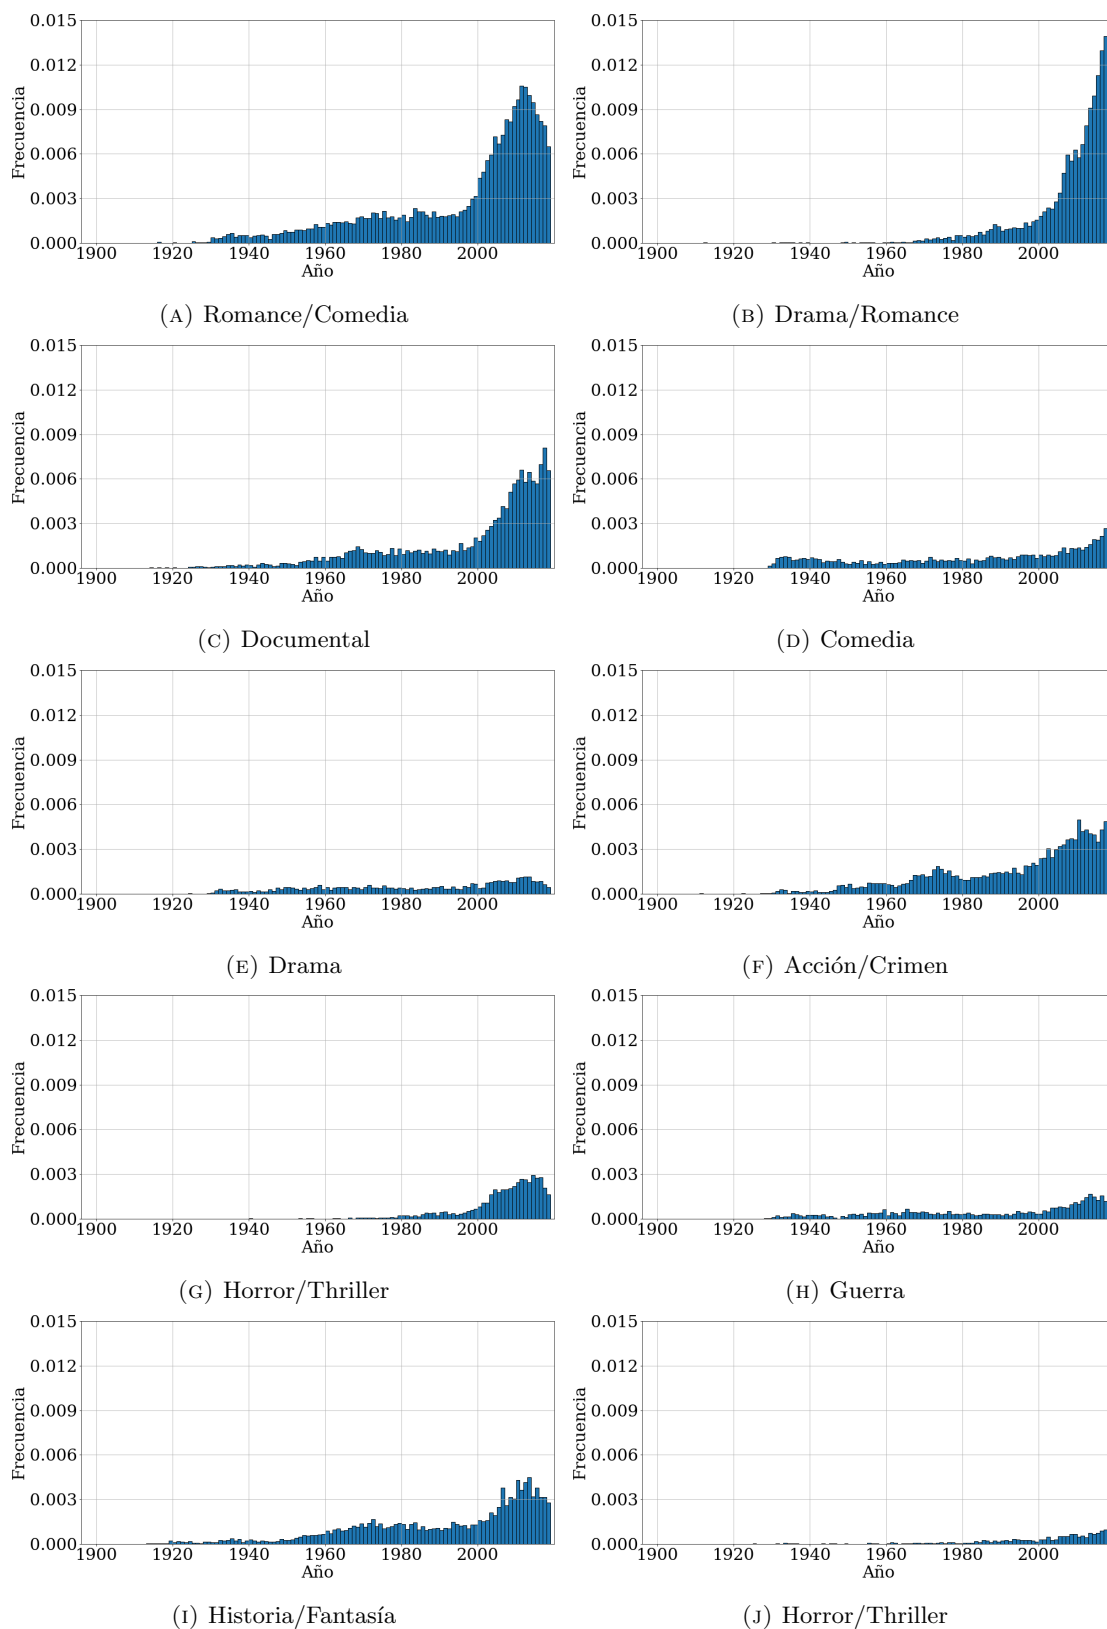 0.015
0.012
0.009
0.006
0.003
0.000
Frecuencia
1900 1920 1940 1960 1980 2000
Año
(A) Romance/Comedia
0.015
0.012
0.009
0.006
0.003
0.000
Frecuencia
1900 1920 1940 1960 1980 2000
Año
(B) Drama/Romance
0.015
0.012
0.009
0.006
0.003
0.000
Frecuencia
1900 1920 1940 1960 1980 2000
Año
(C) Documental
0.015
0.012
0.009
0.006
0.003
0.000
Frecuencia
1900 1920 1940 1960 1980 2000
Año
(D) Comedia
0.015
0.012
0.009
0.006
0.003
0.000
Frecuencia
1900 1920 1940 1960 1980 2000
Año
(E) Drama
0.015
0.012
0.009
0.006
0.003
0.000
Frecuencia
1900 1920 1940 1960 1980 2000
Año
(F) Acción/Crimen
0.015
0.012
0.009
0.006
0.003
0.000
Frecuencia
1900 1920 1940 1960 1980 2000
Año
(G) Horror/Thriller
0.015
0.012
0.009
0.006
0.003
0.000
Frecuencia
1900 1920 1940 1960 1980 2000
Año
(H) Guerra
0.015
0.012
0.009
0.006
0.003
0.000
Frecuencia
1900 1920 1940 1960 1980 2000
Año
(I) Historia/Fantasía
0.015
0.012
0.009
0.006
0.003
0.000
Frecuencia
1900 1920 1940 1960 1980 2000
Año
(J) Horror/Thriller